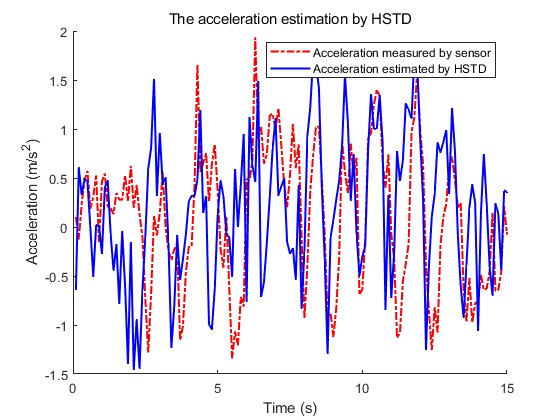 The acceleration estimation by HSTD
2
1.5
1
0.5
0
-0.5
-1
-1.5
Acceleration (m/s²)
Acceleration measured by sensor
Acceleration estimated by HSTD
0 5 10 15
Time (s)